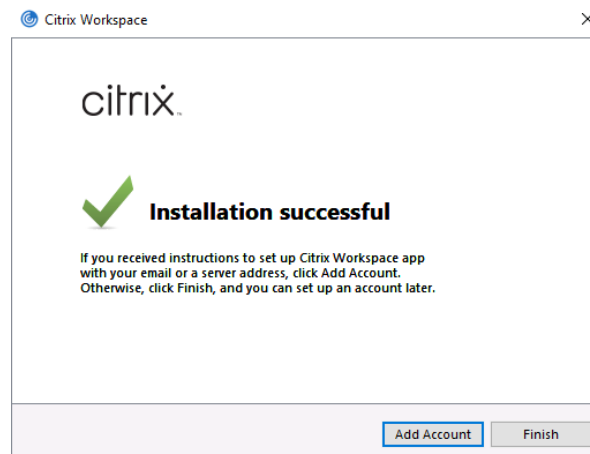 Citrix Workspace
citrix™
Installation successful
If you received instructions to set up Citrix Workspace app
with your email or a server address, click Add Account.
Otherwise, click Finish, and you can set up an account later.
Add Account
Finish